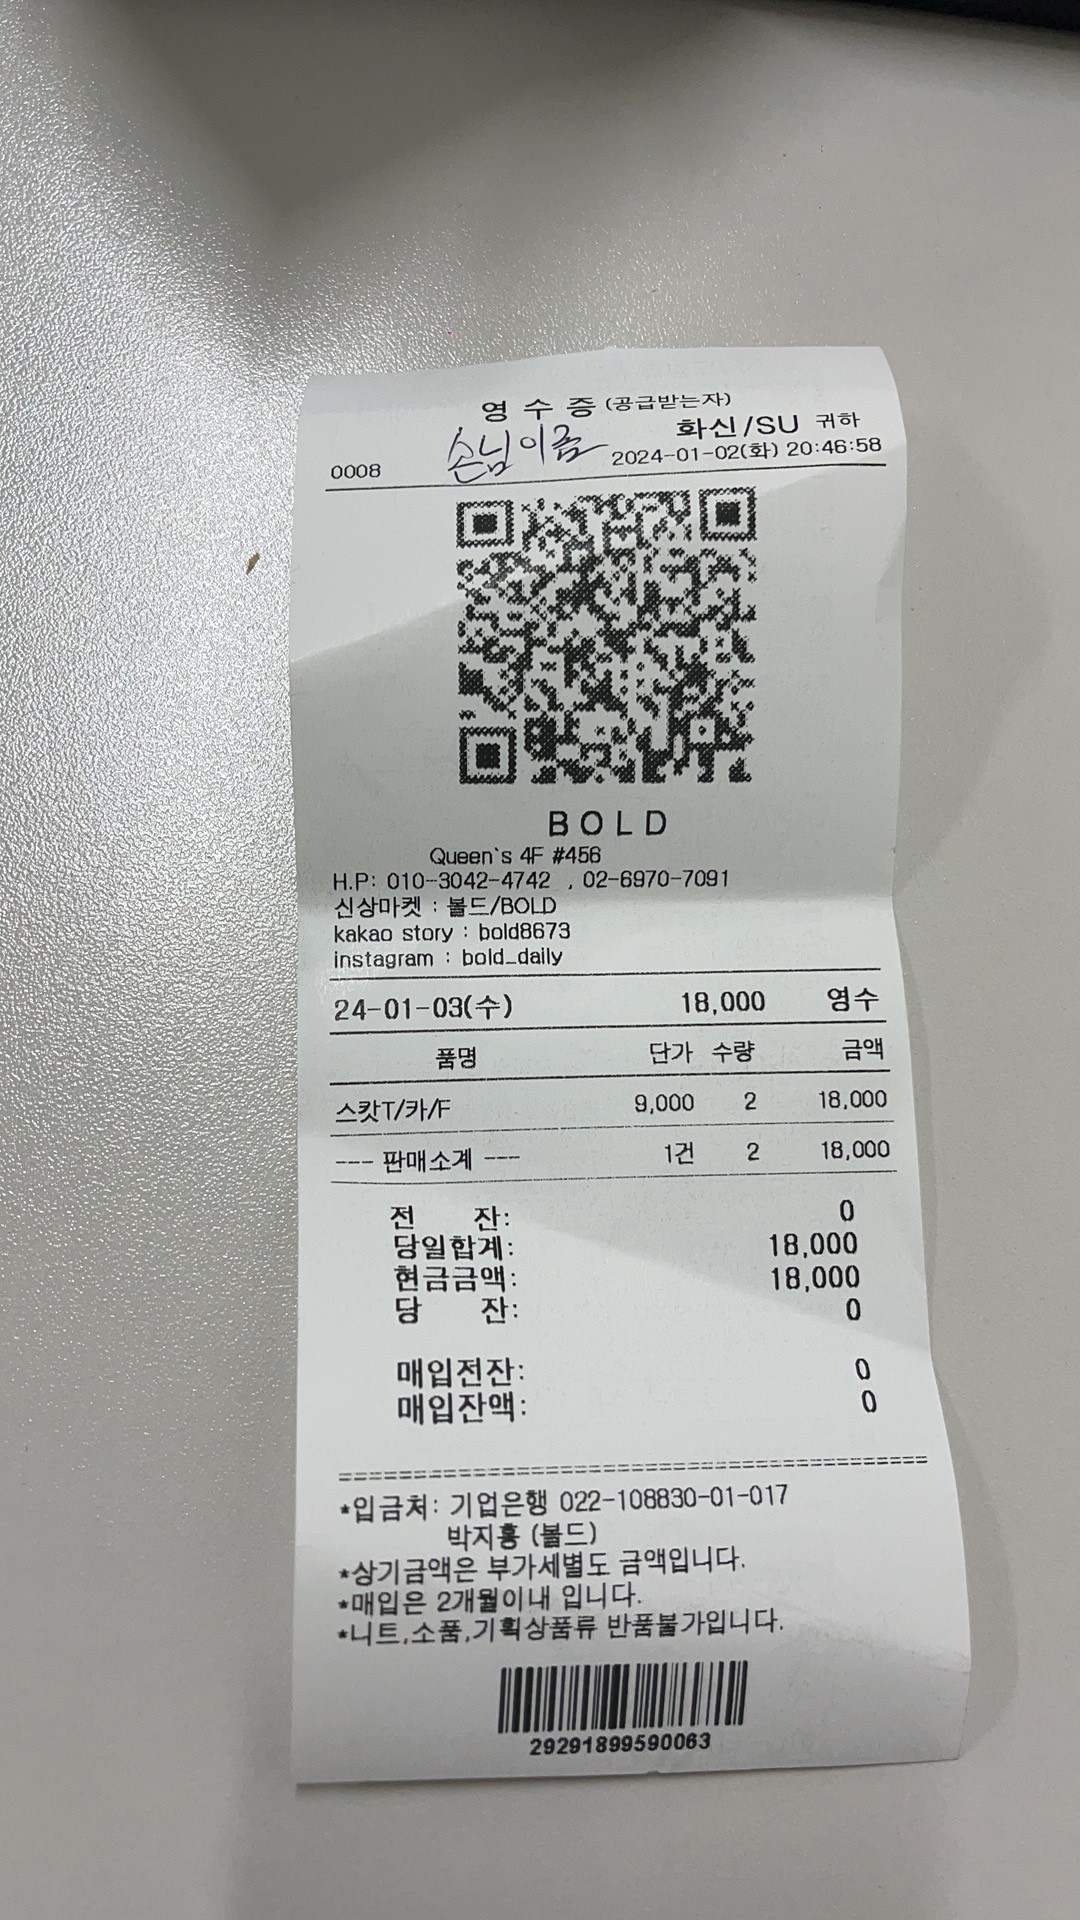 영 수 증 (공급받는자)
화신/SU 귀하
손님이름
0008 2024-01-02(화) 20:46:58
BOLD
Queen`s 4F #456
H.P: 010-3042-4742 , 02-6970-7091
신상마켓 : 볼드/BOLD
kakao story : bold8673
instagram : bold_daily
24-01-03(수) 18,000 영수
품명 단가 수량 금액
스캇T/카/F 9,000 2 18,000
--- 판매소계 --- 1건 2 18,000
전 잔: 0
당일합계: 18,000
현금금액: 18,000
당 잔: 0
매입전잔: 0
매입잔액: 0
*입금처: 기업은행 022-108830-01-017
박지홍 (볼드)
*상기금액은 부가세별도 금액입니다.
*매입은 2개월이내 입니다.
*니트,소품,기획상품류 반품불가입니다.
29291899590063